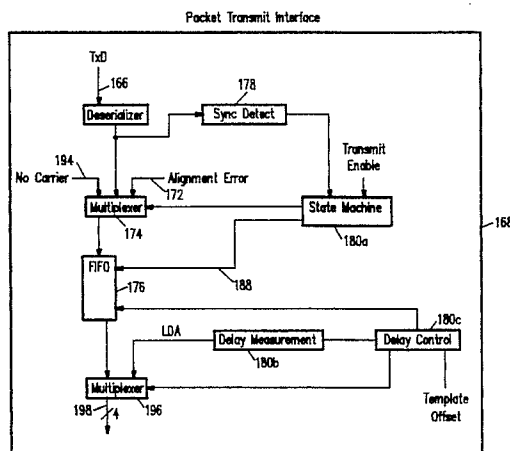 Packet Transmit Interface
TxD
166
178
Deserializer
Sync Detect
194
Transmit
Enable
No Carrier
Alignment Error
172
Multiplexer
State Machine
168
174
180a
FIFO
176
188
180c
LDA
Delay Measurement
Delay Control
180b
Multiplexer
Template
Offset
198
4
196